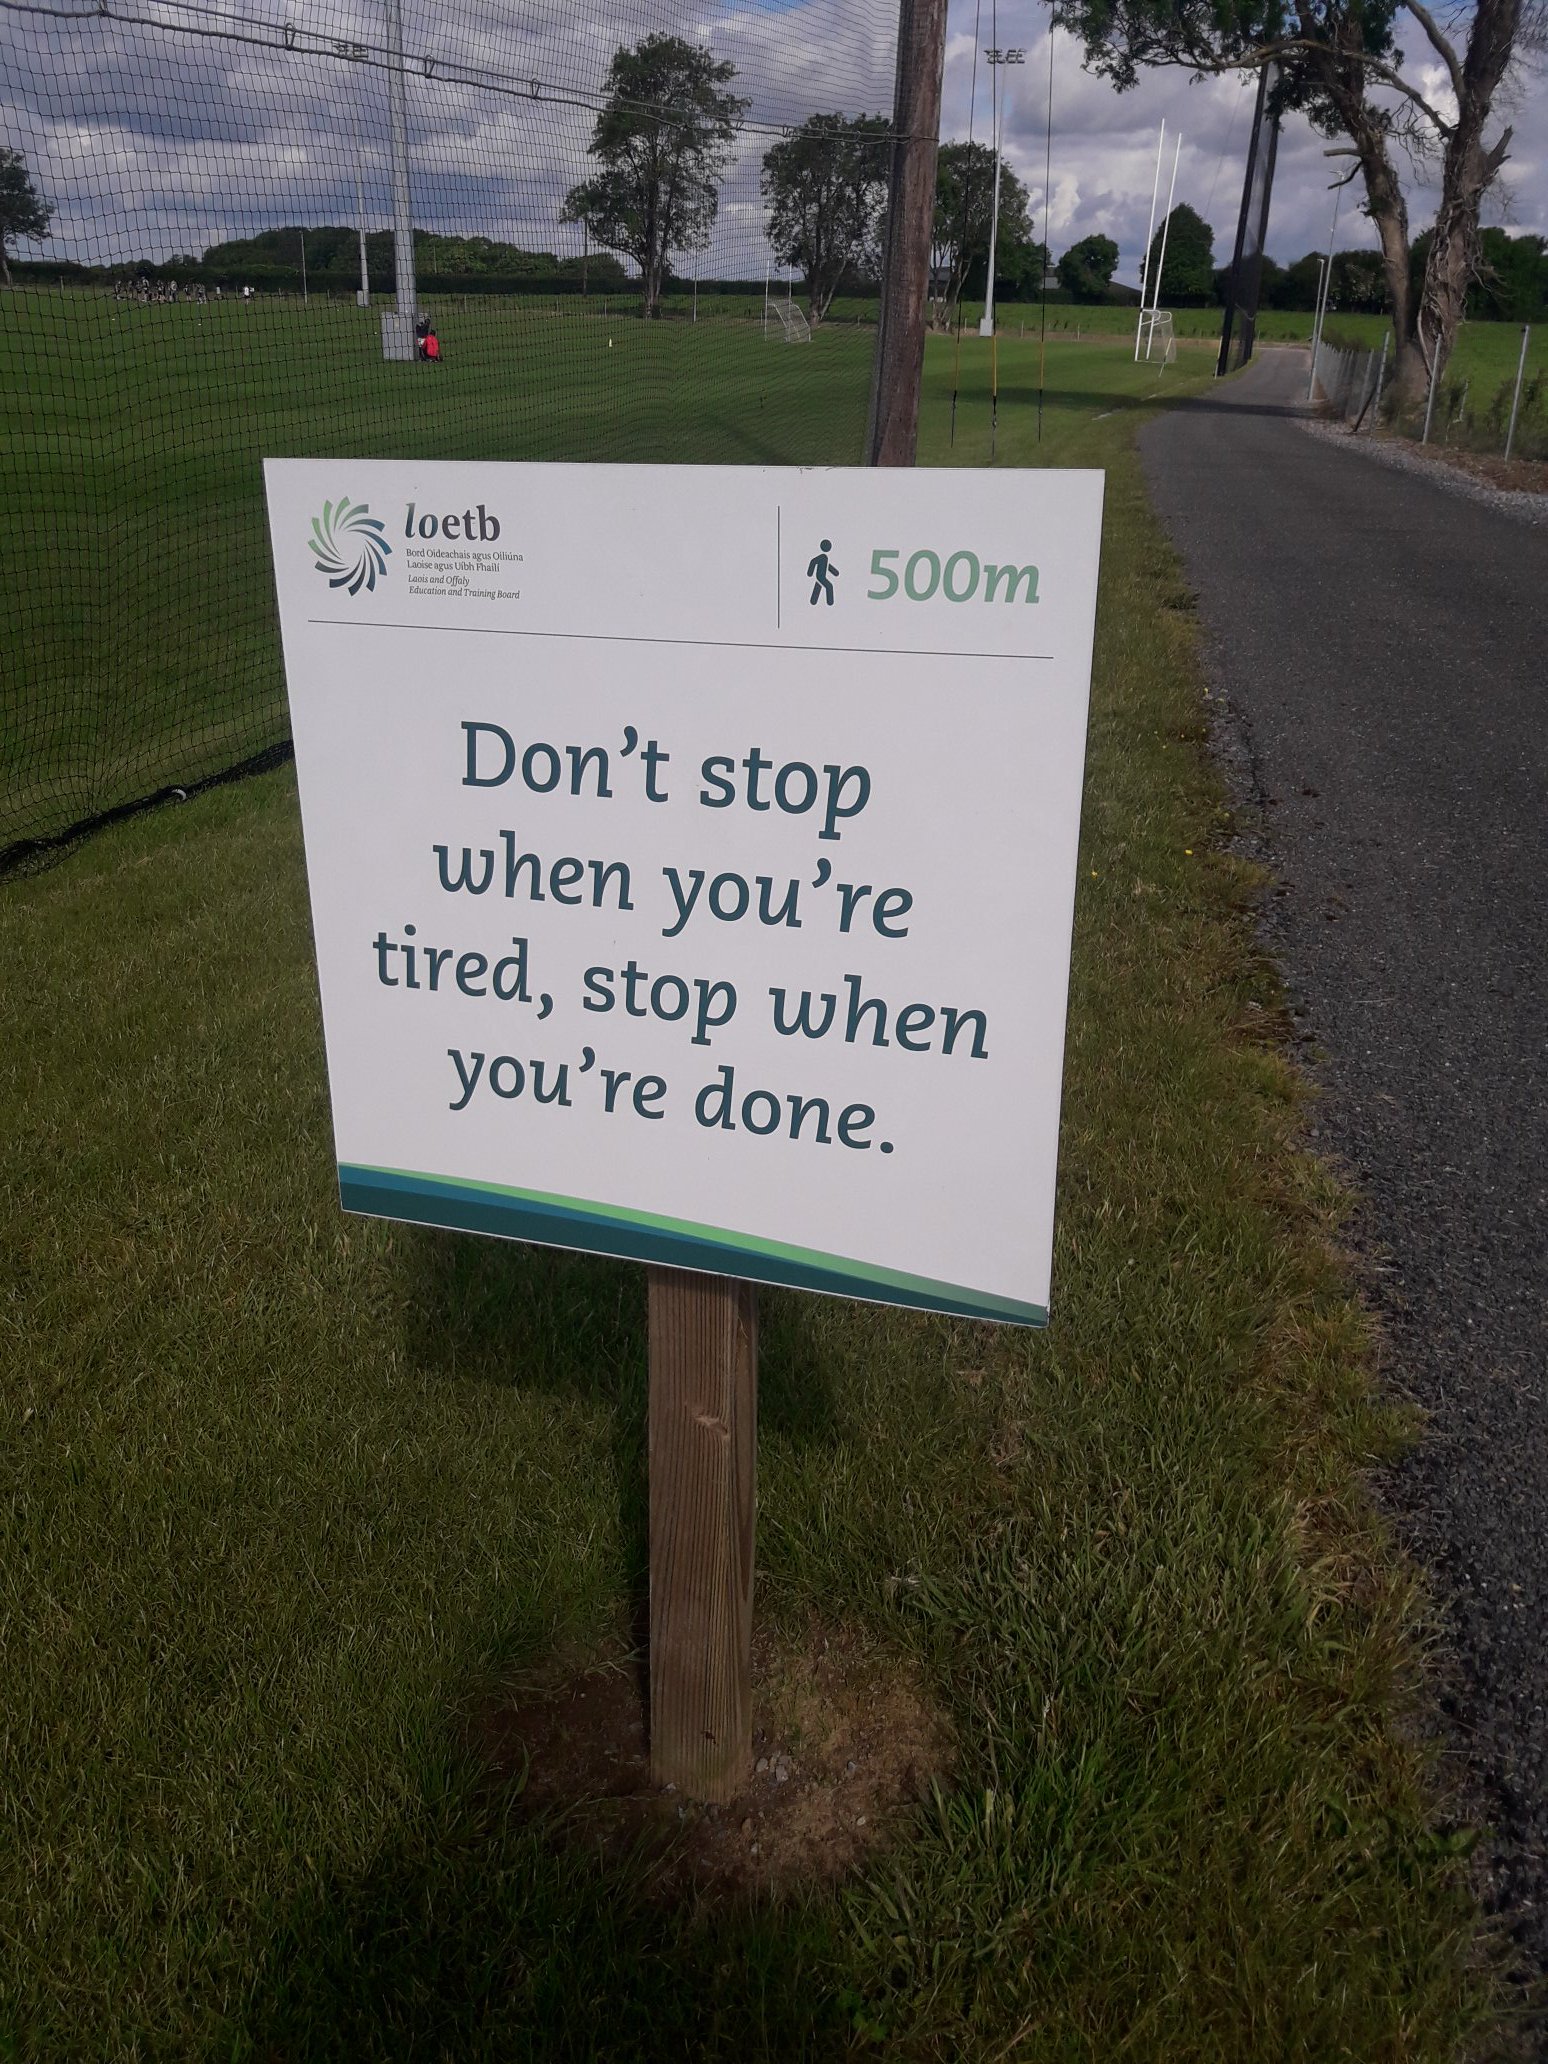 loetb
Bord Oideachais agus Oiliúna
Laoise agus Uíbh Fhailí
Laois and Offaly
Education and Training Board
500m
Don't stop
when you're
tired, stop when
you're done.